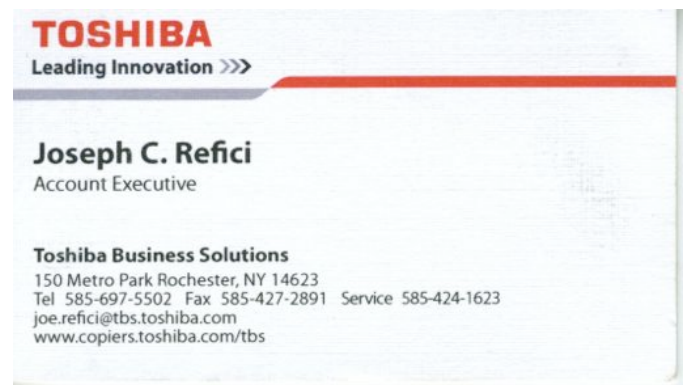 TOSHIBA
Leading Innovation >>>
Joseph C. Refici
Account Executive
Toshiba Business Solutions
150 Metro Park Rochester, NY 14623
Tel 585-697-5502 Fax 585-427-2891 Service 585-424-1623
joe.refici@tbs.toshiba.com
www.copiers.toshiba.com/tbs